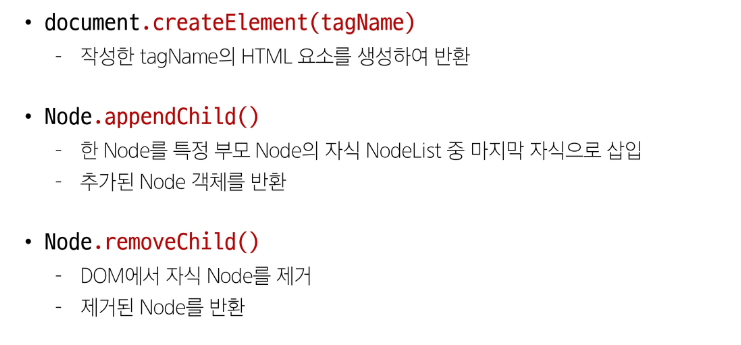 • document.createElement(tagName)
- 작성한 tagName의 HTML 요소를 생성하여 반환
• Node.appendChild()
- 한 Node를 특정 부모 Node의 자식 NodeList 중 마지막 자식으로 삽입
- 추가된 Node 객체를 반환
• Node.removeChild()
- DOM에서 자식 Node를 제거
- 제거된 Node를 반환